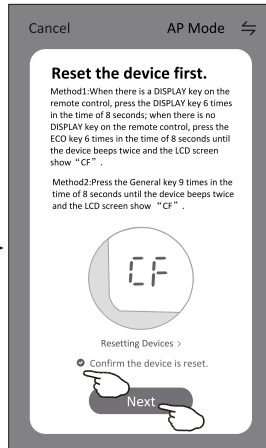 Cancel AP Mode
Reset the device first.
Method1:When there is a DISPLAY key on the
remote control, press the DISPLAY key 6 times
in the time of 8 seconds; when there is no
DISPLAY key on the remote control, press the
ECO key 6 times in the time of 8 seconds until
the device beeps twice and the LCD screen
show “CF”.
Method2:Press the General key 9 times in the
time of 8 seconds until the device beeps twice
and the LCD screen show “CF”.
CF
Resetting Devices >
Confirm the device is reset.
Next